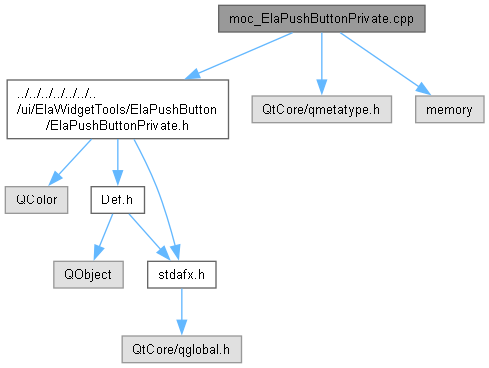 moc_ElaPushButtonPrivate.cpp
../../../../../../..
/ui/ElaWidgetTools/ElaPushButton
/ElaPushButtonPrivate.h
QtCore/qmetatype.h
memory
QColor
Def.h
QObject
stdafx.h
QtCore/qglobal.h